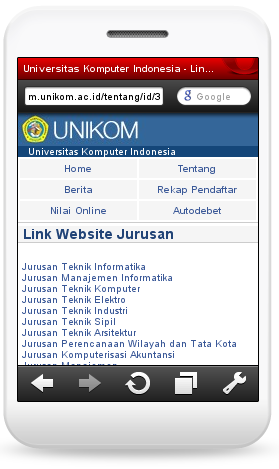 Universitas Komputer Indonesia - Lin...
m.unikom.ac.id/tentang/id/3
Google
UNIKOM
Universitas Komputer Indonesia
Home Tentang
Berita Rekap Pendaftar
Nilai Online Autodebet
Link Website Jurusan
Jurusan Teknik Informatika
Jurusan Manajemen Informatika
Jurusan Teknik Komputer
Jurusan Teknik Elektro
Jurusan Teknik Industri
Jurusan Teknik Sipil
Jurusan Teknik Arsitektur
Jurusan Perencanaan Wilayah dan Tata Kota
Jurusan Komputerisasi Akuntansi
Jurusan Manajemen